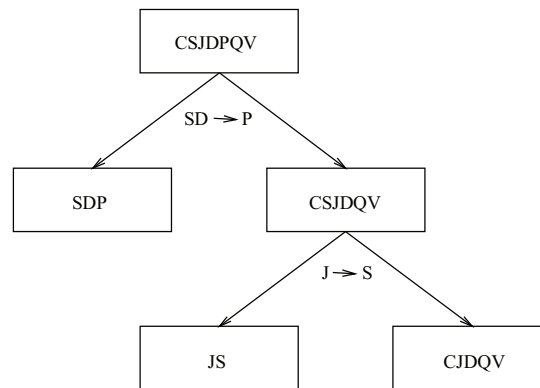 CSJDPQV
SD → P
SDP
CSJDQV
J → S
JS
CJDQV